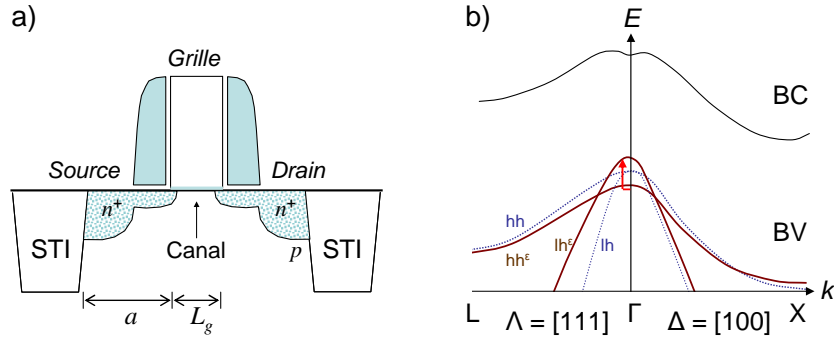 a)
Grille
Source
Drain
n+
n+
STI
Canal
p
STI
a
Lg
b)
E
BC
hh
hhε
lhε
lh
BV
k
L
Γ
X
Λ = [111]
Δ = [100]